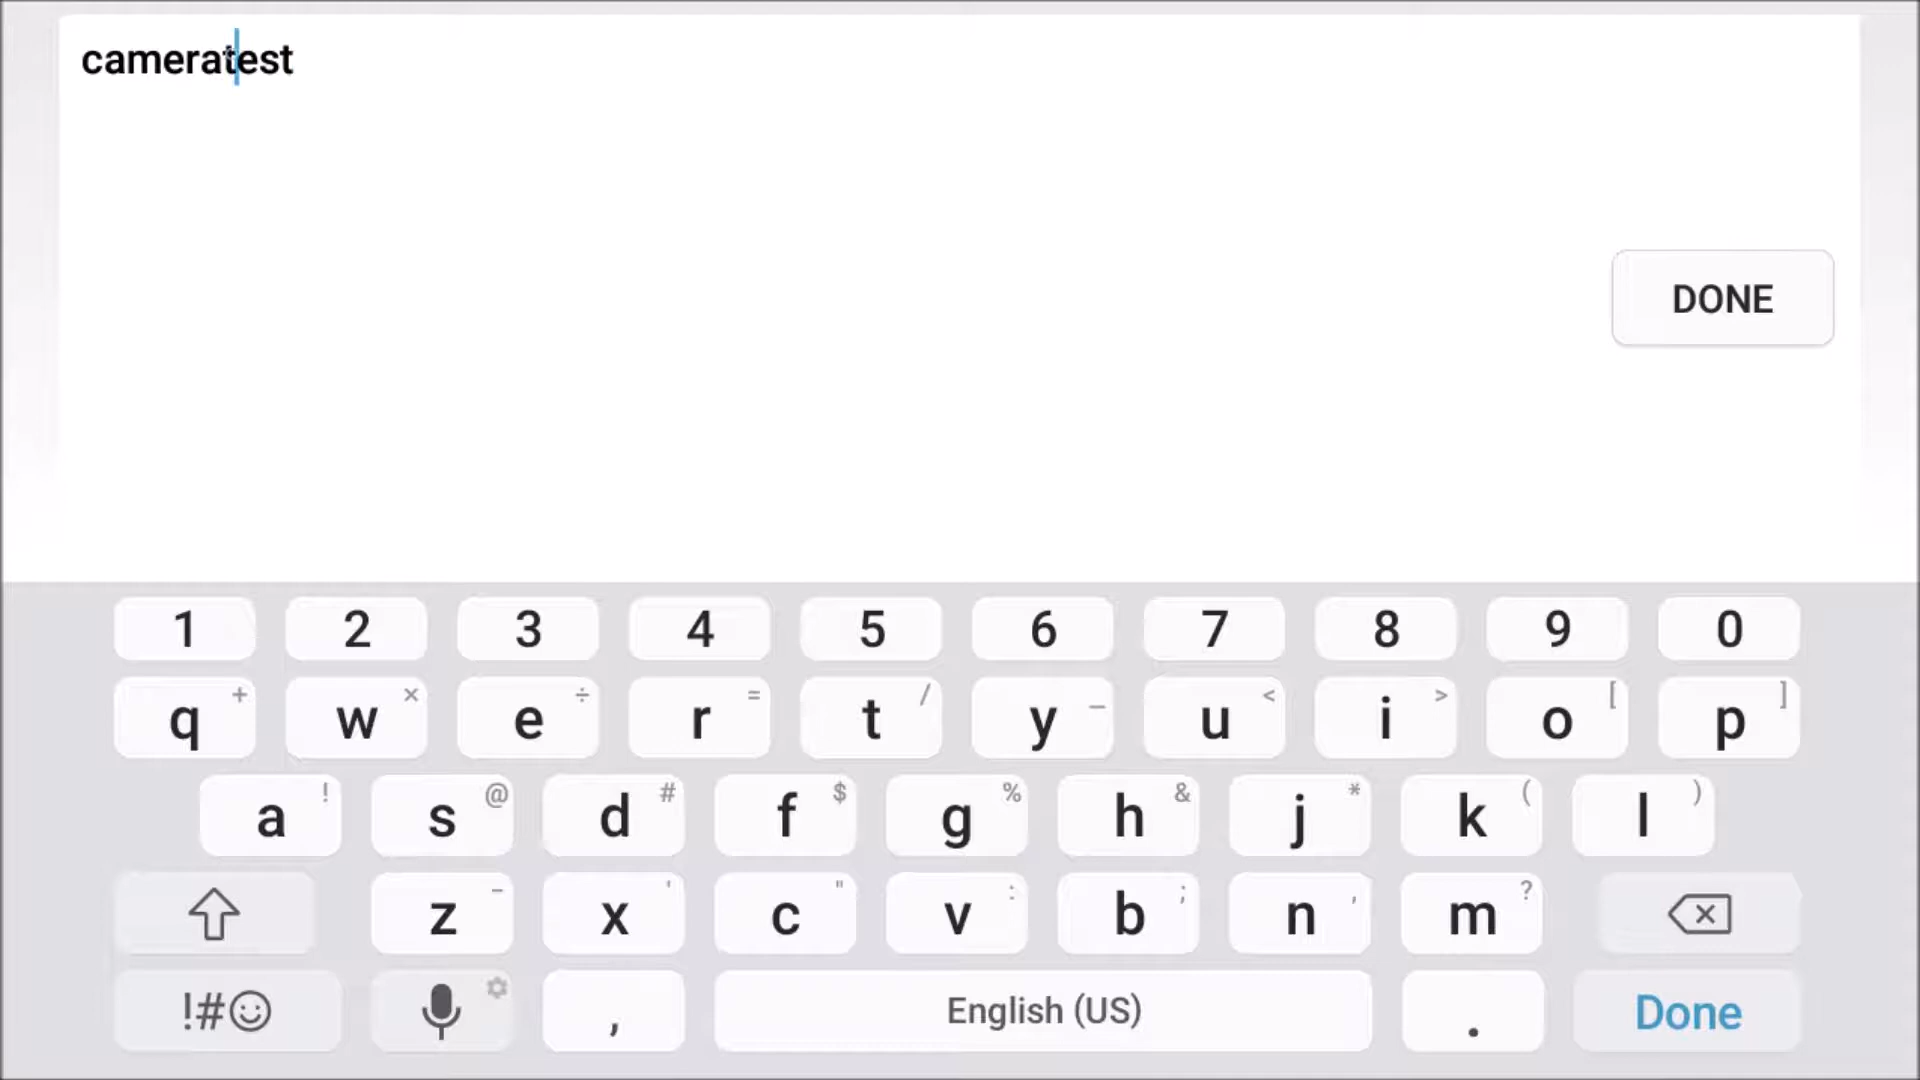 cameratest
DONE
1 2 3 4 5 6 7 8 9 0
q + w × e ÷ r = t / y _ u < i > o [ p ]
a ! s @ d # f $ g % h & j * k ( l )
z - x ' c " v : b ; n , m ?
!#☺ , English (US) . Done